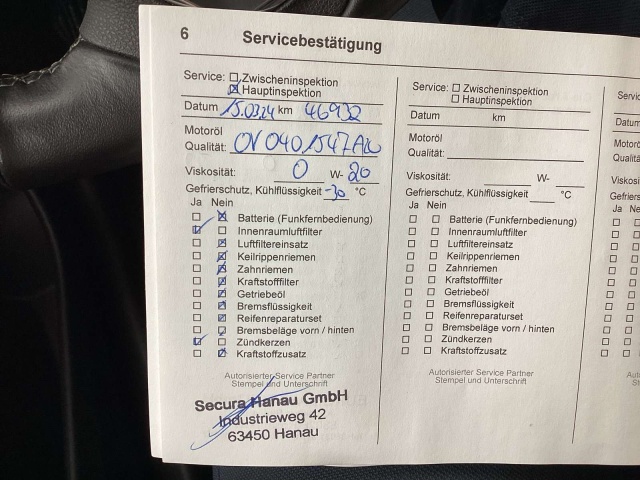 6 Servicebestätigung
Service: Zwischeninspektion
Hauptinspektion
Datum 15.03.24 km 46932
Motoröl
Qualität: OV0401547A20
Viskosität: 0 W- 20
Gefrierschutz, Kühlflüssigkeit -30 °C
Ja Nein
Batterie (Funkfernbedienung)
Innenraumluftfilter
Luftfiltereinsatz
Keilrippenriemen
Zahnriemen
Kraftstofffilter
Getriebeöl
Bremsflüssigkeit
Reifenreparaturset
Bremsbeläge vorn / hinten
Zündkerzen
Kraftstoffzusatz
Autorisierter Service Partner
Stempel und Unterschrift
Secura Hanau GmbH
Industrieweg 42
63450 Hanau
Service: Zwischeninspektion
Hauptinspektion
Datum km
Motoröl
Qualität:
Viskosität: W-
Gefrierschutz, Kühlflüssigkeit °C
Ja Nein
Batterie (Funkfernbedienung)
Innenraumluftfilter
Luftfiltereinsatz
Keilrippenriemen
Zahnriemen
Kraftstofffilter
Getriebeöl
Bremsflüssigkeit
Reifenreparaturset
Bremsbeläge vorn / hinten
Zündkerzen
Kraftstoffzusatz
Autorisierter Service Partner
Stempel und Unterschrift
Ja Nein